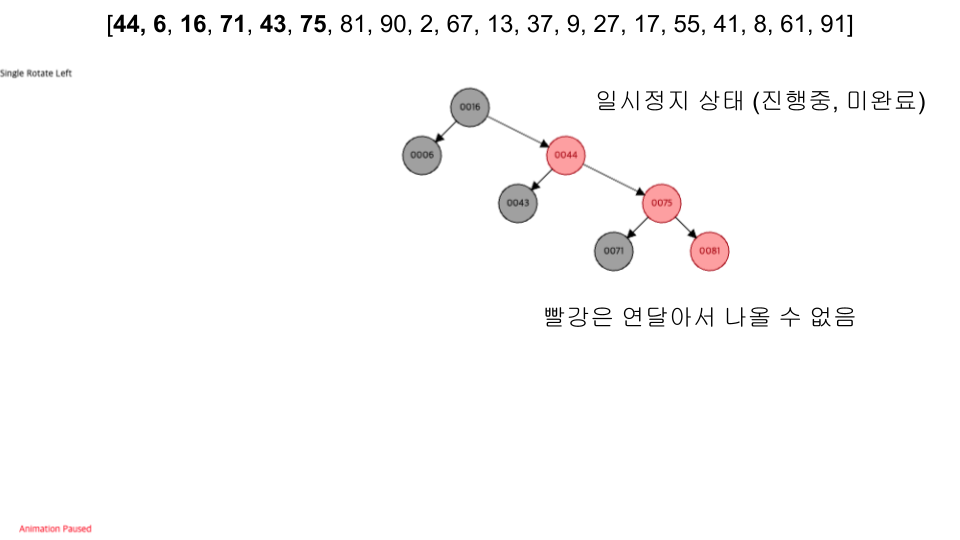 [44, 6, 16, 71, 43, 75, 81, 90, 2, 67, 13, 37, 9, 27, 17, 55, 41, 8, 61, 91]
Single Rotate Left
일시정지 상태 (진행중, 미완료)
0016
0006
0044
0043
0075
0071
0081
빨강은 연달아서 나올 수 없음
Animation Paused